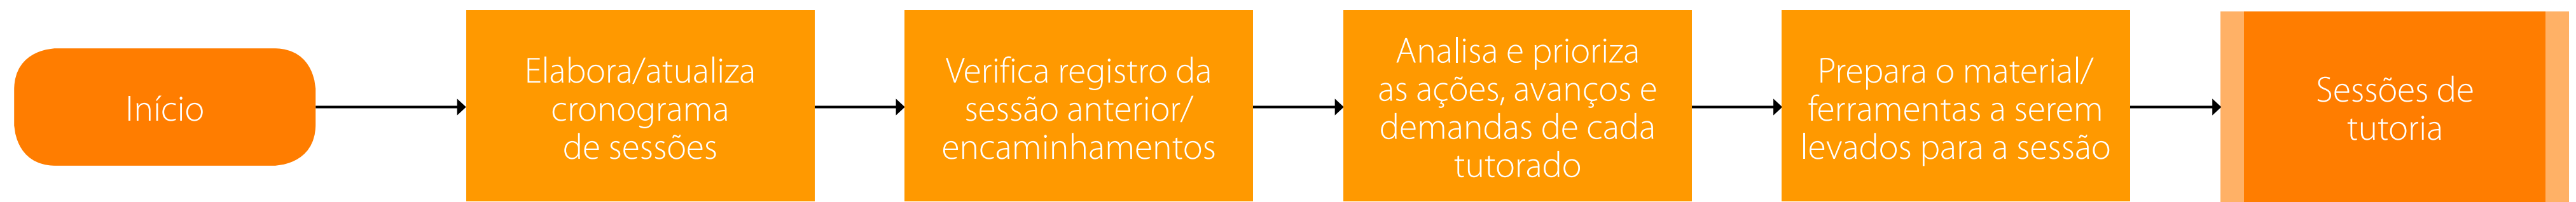 Início
Elabora/atualiza
cronograma
de sessões
Verifica registro da
sessão anterior/
encaminhamentos
Analisa e prioriza
as ações, avanços e
demandas de cada
tutorado
Prepara o material/
ferramentas a serem
levados para a sessão
Sessões de
tutoria